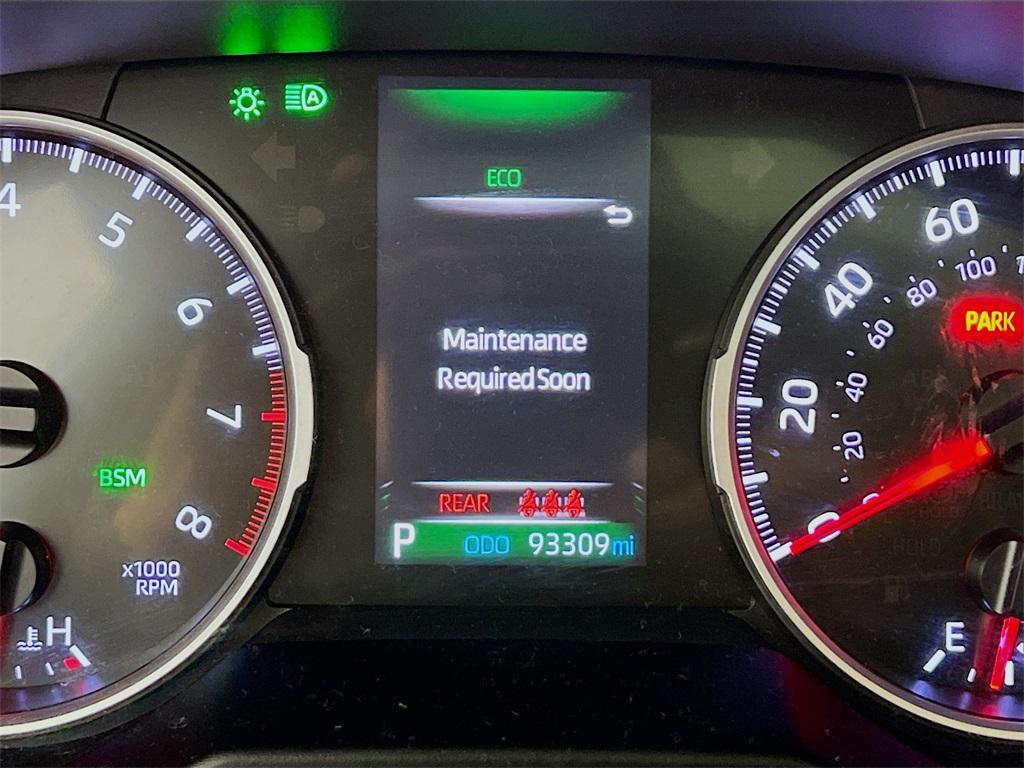 A
ECO
Maintenance
Required Soon
REAR
P ODO 93309 mi
4
5
6
7
8
BSM
x1000
RPM
H
60
40
20
0
100
80
60
40
20
PARK
HOLD
E